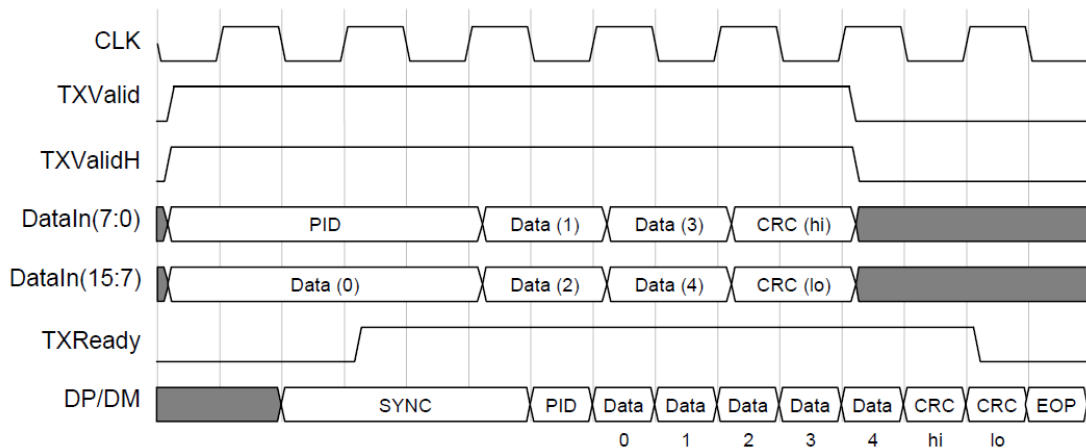 CLK
TXValid
TXValidH
DataIn(7:0) PID Data (1) Data (3) CRC (hi)
DataIn(15:7) Data (0) Data (2) Data (4) CRC (lo)
TXReady
DP/DM SYNC PID Data Data Data Data Data CRC CRC EOP
0 1 2 3 4 hi lo